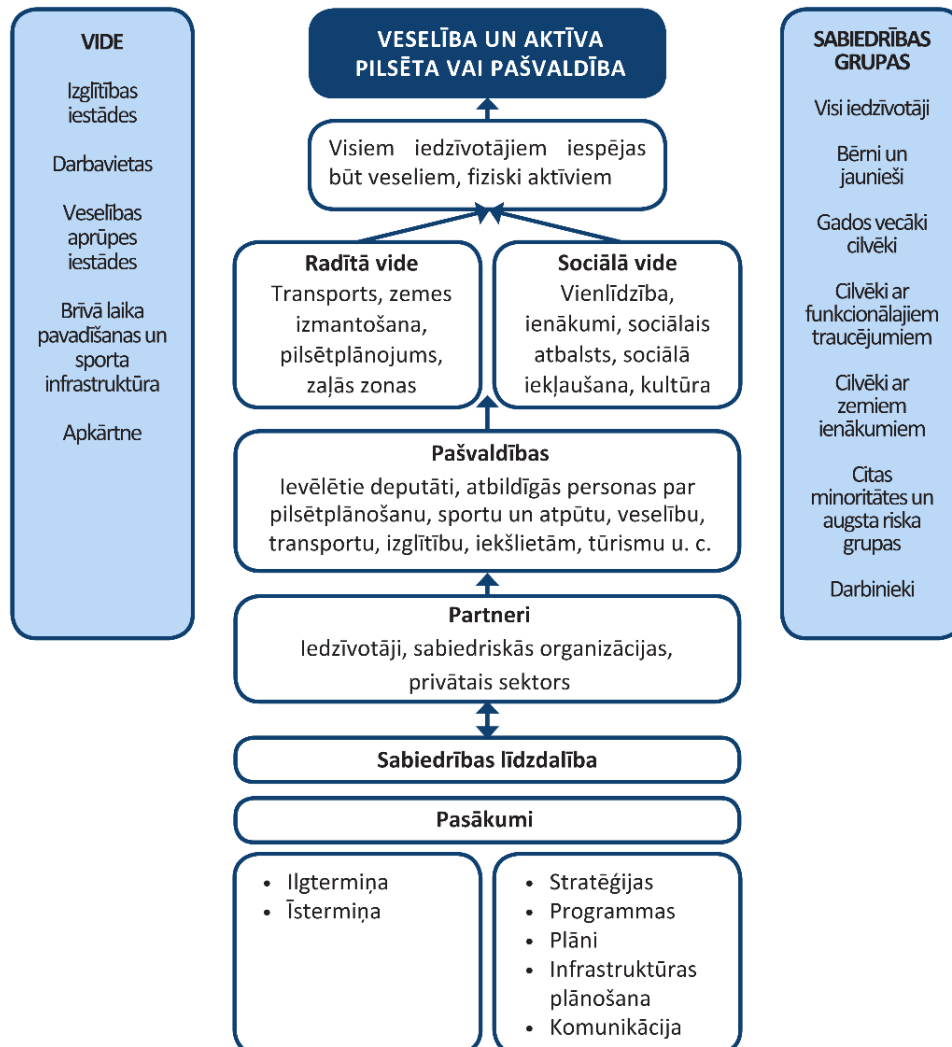 VIDE
Izglītības
iestādes
Darbavietas
Veselības
aprūpes
iestādes
Brīvā laika
pavadīšanas un
sporta
infrastruktūra
Apkārtne
VESELĪBA UN AKTĪVA
PILSĒTA VAI PAŠVALDĪBA
Visiem iedzīvotājiem iespējas
būt veseliem, fiziski aktīviem
Radītā vide
Transports, zemes
izmantošana,
pilsētplānojums,
zaļās zonas
Sociālā vide
Vienlīdzība,
ienākumi, sociālais
atbalsts, sociālā
iekļaušana, kultūra
Pašvaldības
Ievēlētie deputāti, atbildīgās personas par
pilsētplānošanu, sportu un atpūtu, veselību,
transportu, izglītību, iekšlietām, tūrismu u. c.
Partneri
Iedzīvotāji, sabiedriskās organizācijas,
privātais sektors
Sabiedrības līdzdalība
Pasākumi
• Ilgtermiņa
• Īstermiņa
• Stratēģijas
• Programmas
• Plāni
• Infrastruktūras
plānošana
• Komunikācija
SABIEDRĪBAS
GRUPAS
Visi iedzīvotāji
Bērni un
jaunieši
Gados vecāki
cilvēki
Cilvēki ar
funkcionālajiem
traucējumiem
Cilvēki ar
zemiem
ienākumiem
Citas
minoritātes un
augsta riska
grupas
Darbinieki